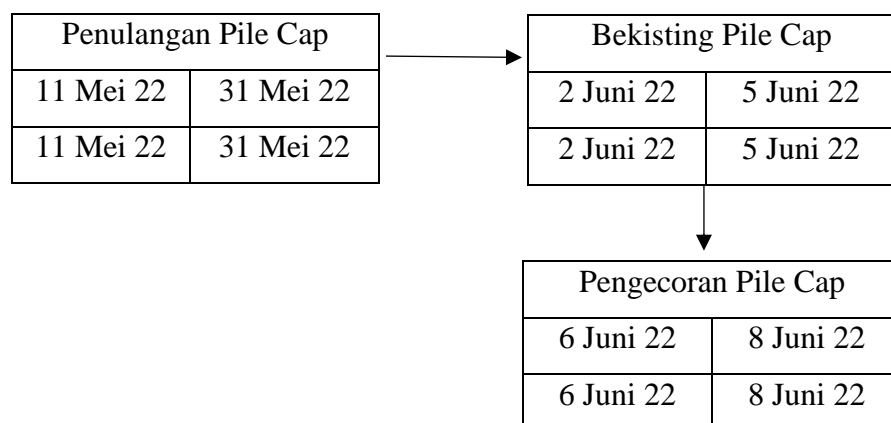 Penulangan Pile Cap
11 Mei 22 31 Mei 22
11 Mei 22 31 Mei 22
Bekisting Pile Cap
2 Juni 22 5 Juni 22
2 Juni 22 5 Juni 22
Pengecoran Pile Cap
6 Juni 22 8 Juni 22
6 Juni 22 8 Juni 22